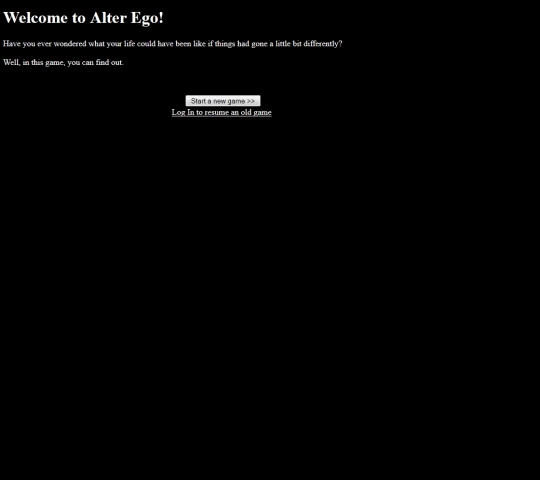 Welcome to Alter Ego!
Have you ever wondered what your life could have been like if things had gone a little bit differently?
Well, in this game, you can find out.
Start a new game >>
Log In to resume an old game